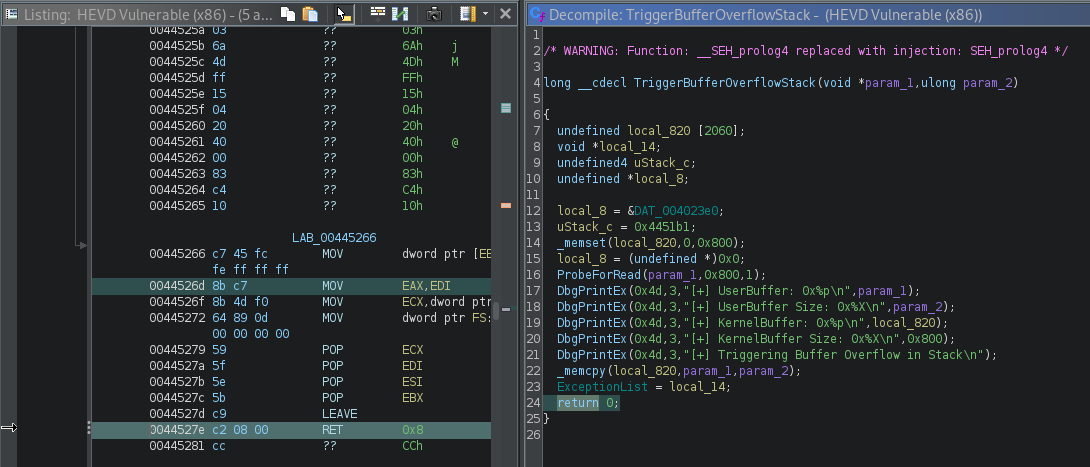 Listing: HEVD Vulnerable (x86) - (5 a...
0044525a 03 ?? 03h
0044525b 6a ?? 6Ah j
0044525c 4d ?? 4Dh M
0044525d ff ?? FFh
0044525e 15 ?? 15h
0044525f 04 ?? 04h
00445260 20 ?? 20h
00445261 40 ?? 40h @
00445262 00 ?? 00h
00445263 83 ?? 83h
00445264 c4 ?? C4h
00445265 10 ?? 10h
LAB_00445266
00445266 c7 45 fc MOV dword ptr [EB
fe ff ff ff
0044526d 8b c7 MOV EAX,EDI
0044526f 8b 4d f0 MOV ECX,dword ptr
00445272 64 89 0d MOV dword ptr FS:
00 00 00 00
00445279 59 POP ECX
0044527a 5f POP EDI
0044527b 5e POP ESI
0044527c 5b POP EBX
0044527d c9 LEAVE
0044527e c2 08 00 RET 0x8
00445281 cc ?? CCh
Decompile: TriggerBufferOverflowStack - (HEVD Vulnerable (x86))
1
2 /* WARNING: Function: __SEH_prolog4 replaced with injection: SEH_prolog4 */
3
4 long __cdecl TriggerBufferOverflowStack(void *param_1,ulong param_2)
5
6 {
7 undefined local_820 [2060];
8 void *local_14;
9 undefined4 uStack_c;
10 undefined *local_8;
11
12 local_8 = &DAT_004023e0;
13 uStack_c = 0x4451b1;
14 _memset(local_820,0,0x800);
15 local_8 = (undefined *)0x0;
16 ProbeForRead(param_1,0x800,1);
17 DbgPrintEx(0x4d,3,"[+] UserBuffer: 0x%p\n",param_1);
18 DbgPrintEx(0x4d,3,"[+] UserBuffer Size: 0x%X\n",param_2);
19 DbgPrintEx(0x4d,3,"[+] KernelBuffer: 0x%p\n",local_820);
20 DbgPrintEx(0x4d,3,"[+] KernelBuffer Size: 0x%X\n",0x800);
21 DbgPrintEx(0x4d,3,"[+] Triggering Buffer Overflow in Stack\n");
22 _memcpy(local_820,param_1,param_2);
23 ExceptionList = local_14;
24 return 0;
25 }
26